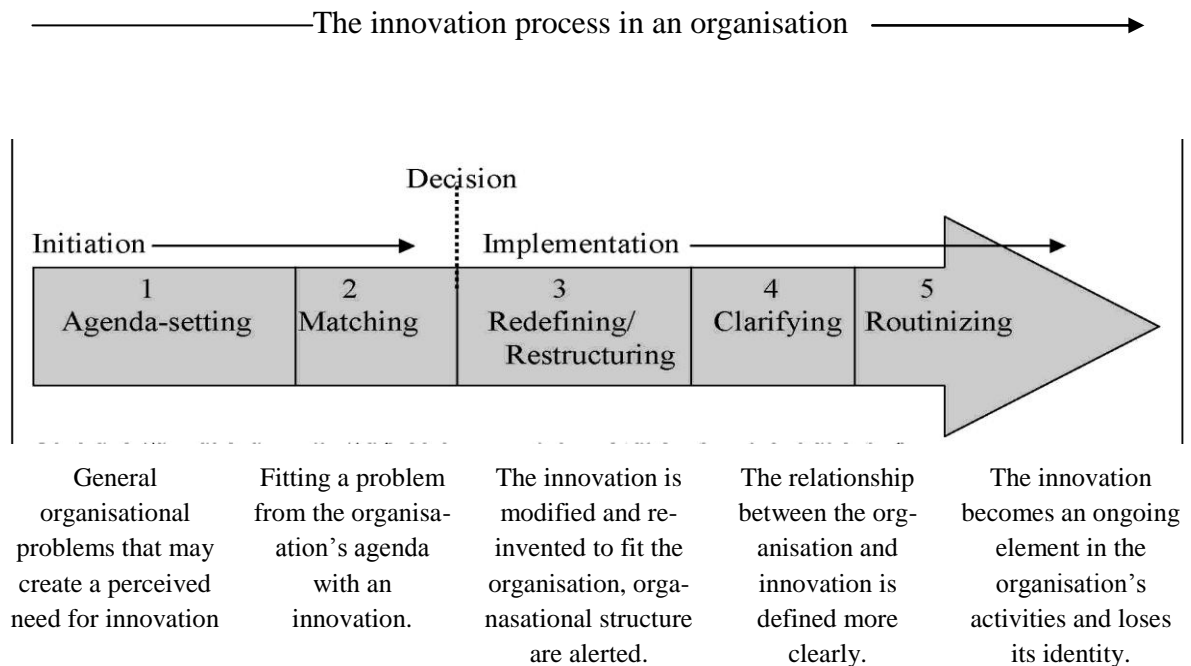 The innovation process in an organisation
Decision
Initiation
Implementation
1
Agenda-setting
2
Matching
3
Redefining/
Restructuring
4
Clarifying
5
Routinizing
General
organisational
problems that may
create a perceived
need for innovation
Fitting a problem
from the organisa-
ation's agenda
with an
innovation.
The innovation is
modified and re-
invented to fit the
organisation, orga-
nasational structure
are alerted.
The relationship
between the org-
anisation and
innovation is
defined more
clearly.
The innovation
becomes an ongoing
element in the
organisation's
activities and loses
its identity.